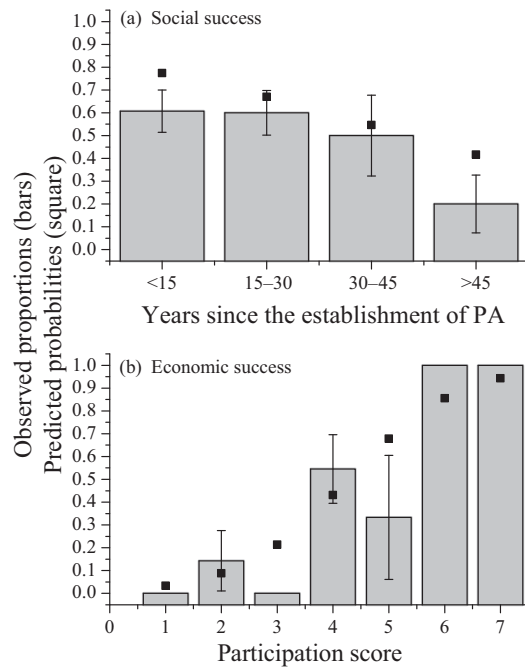 (a) Social success
1.0
0.9
0.8
0.7
0.6
0.5
0.4
0.3
0.2
0.1
0.0
<15 15–30 30–45 >45
Years since the establishment of PA
Observed proportions (bars)
Predicted probabilities (square)
(b) Economic success
1.0
0.9
0.8
0.7
0.6
0.5
0.4
0.3
0.2
0.1
0.0
0 1 2 3 4 5 6 7
Participation score